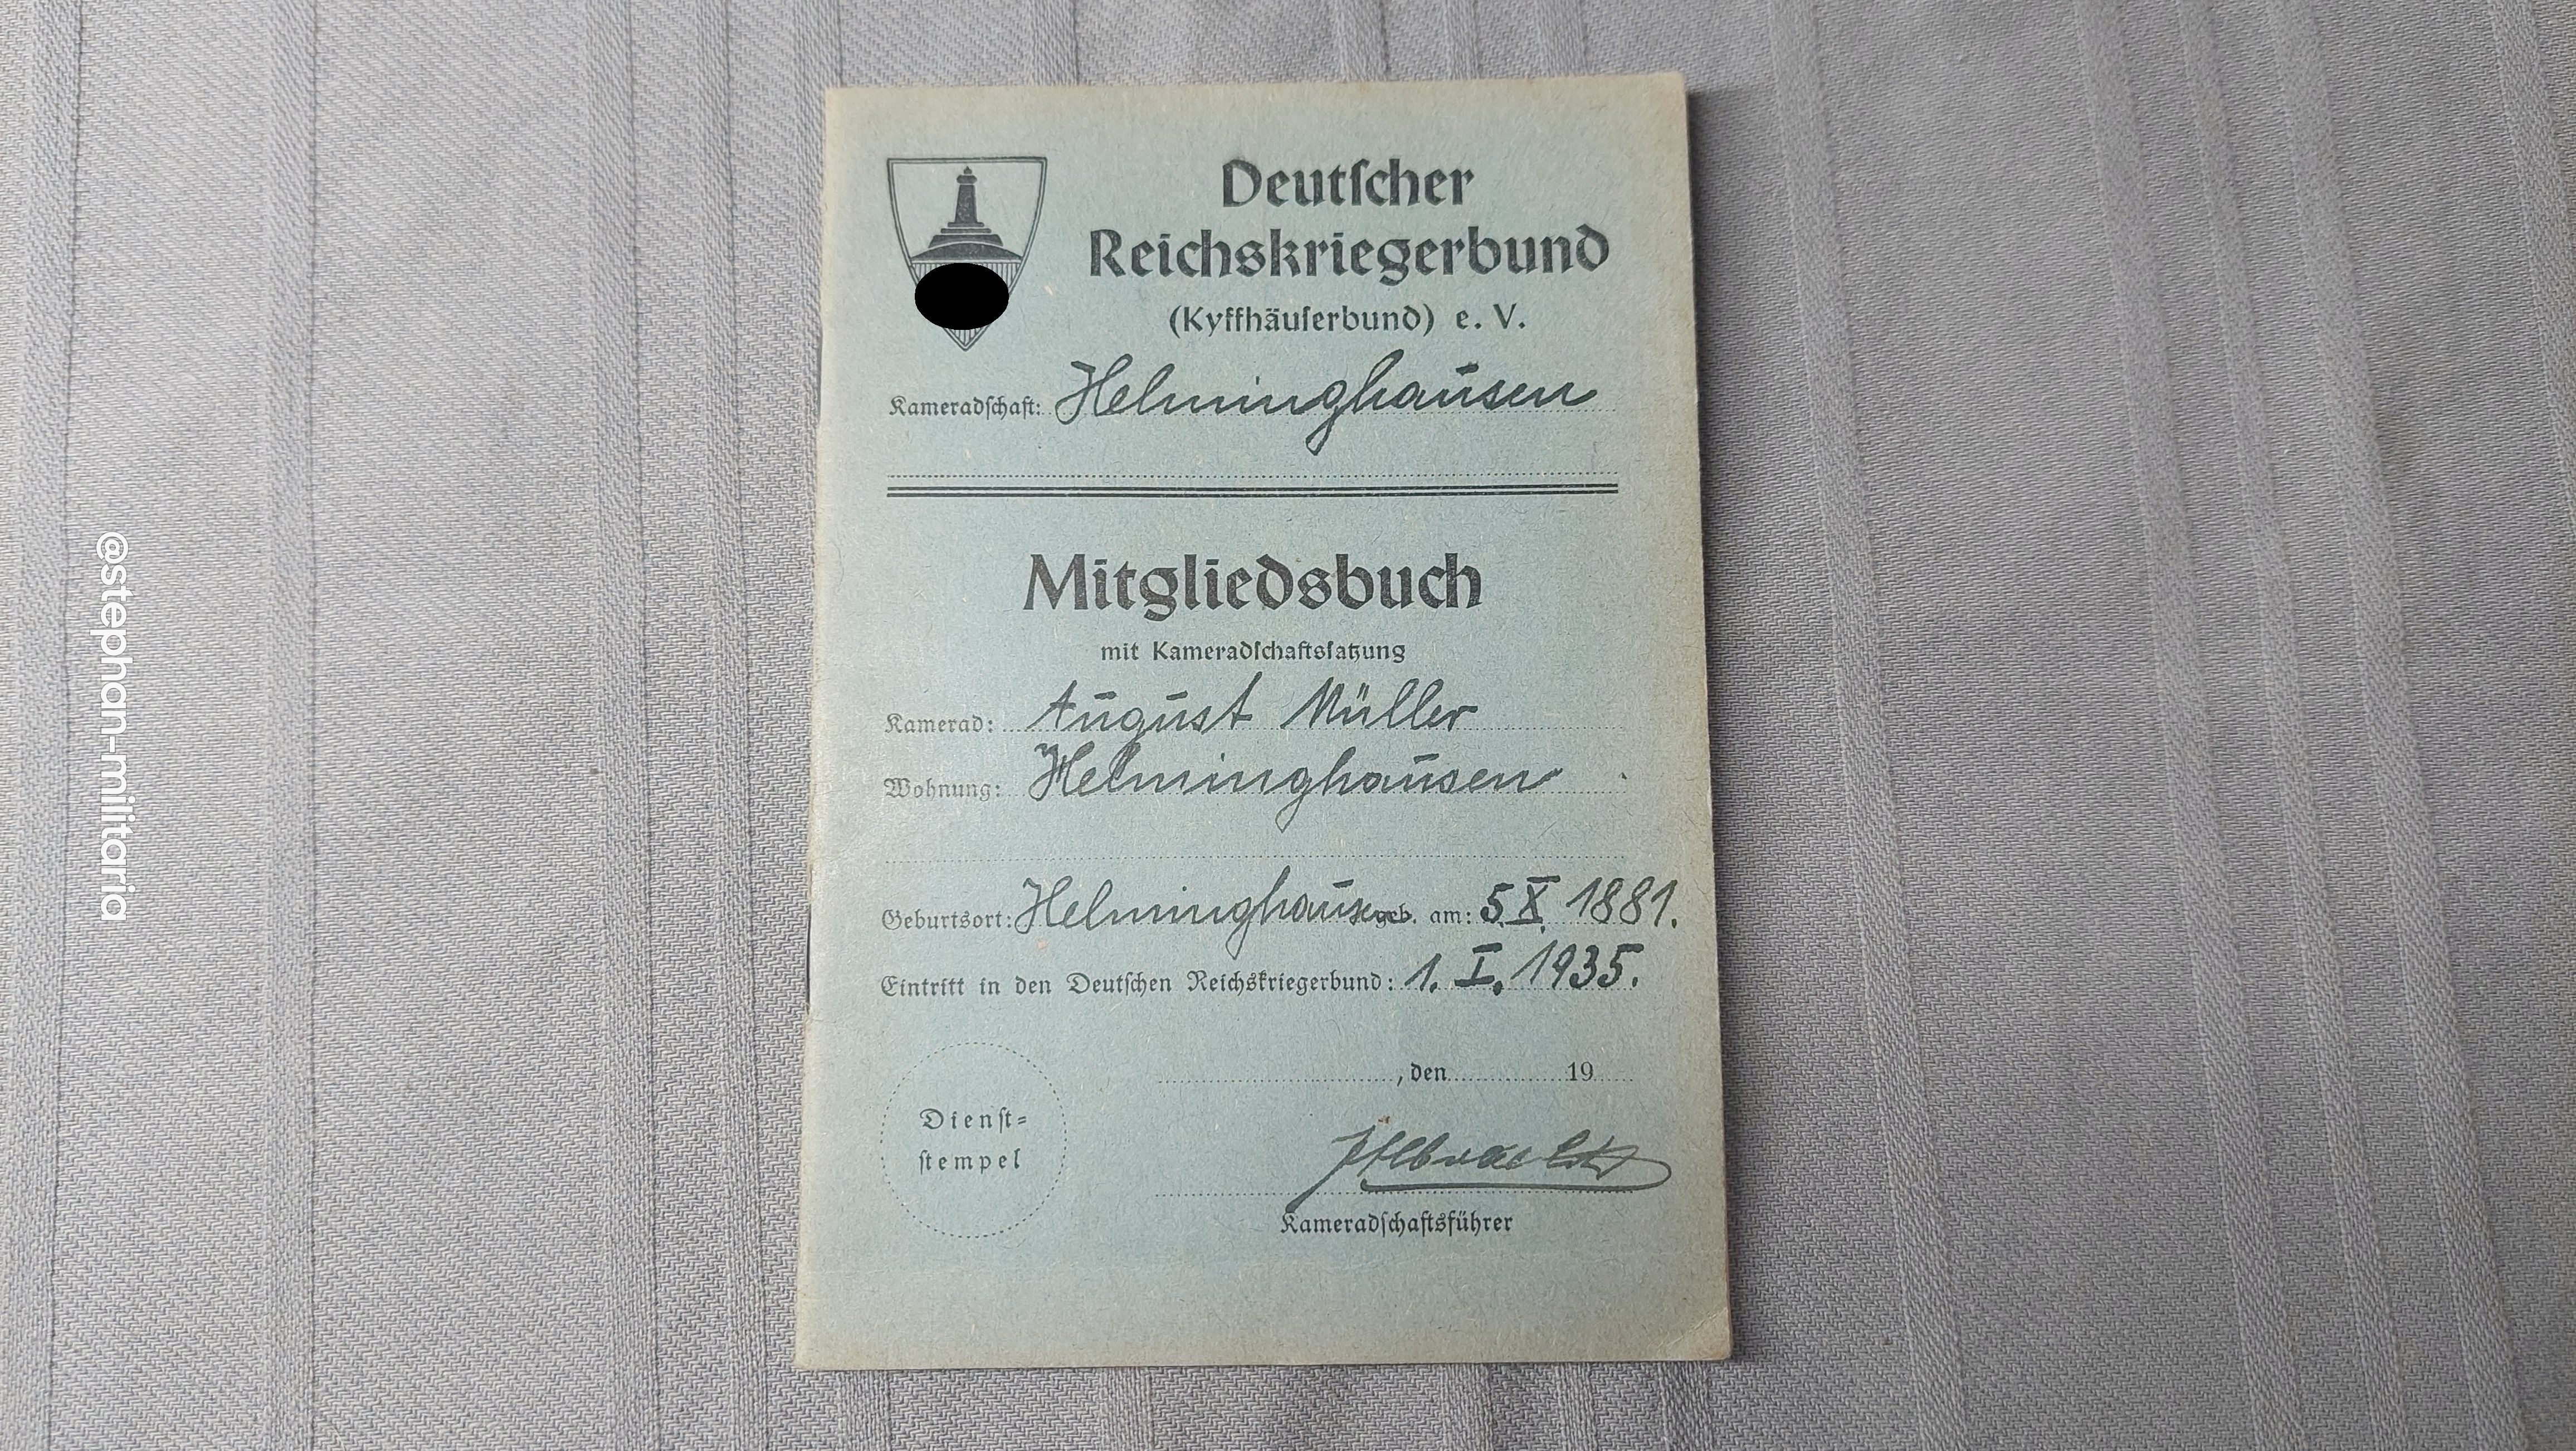 Deutscher
Reichskriegerbund
(Kyffhäuserbund) e. V.
Kameradschaft: Helminghausen
Mitgliedsbuch
mit Kameradschaftssatzung
Kamerad: August Müller
Wohnung: Helminghausen
Geburtsort: Helminghausen geb. am: 5. X. 1881.
Eintritt in den Deutschen Reichskriegerbund: 1. I. 1935.
, den 19
Dienst=
stempel
Kameradschaftsführer
@stephan-militaria